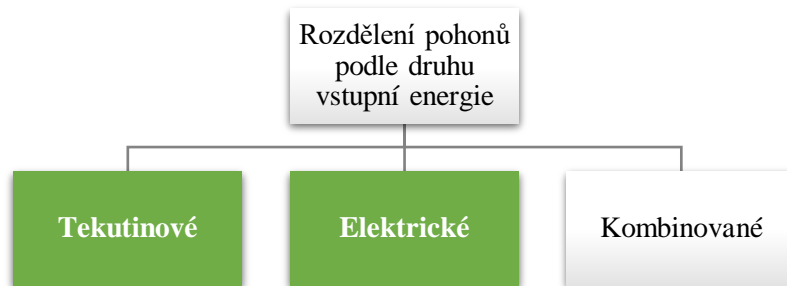 Rozdělení pohonů
podle druhu
vstupní energie
Tekutinové
Elektrické
Kombinované